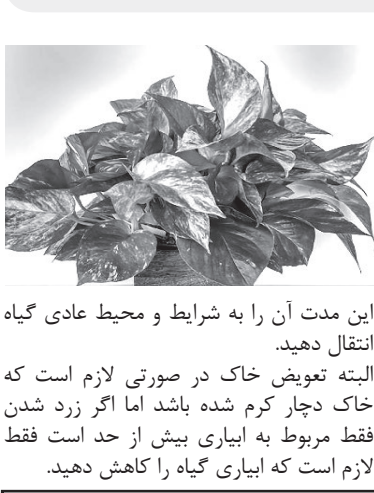 این مدت آن را به شرایط و محیط عادی گیاه
انتقال دهید.
البته تعویض خاک در صورتی لازم است که
خاک دچار کرم شده باشد اما اگر زرد شدن
فقط مربوط به ابیاری بیش از حد است فقط
لازم است که ابیاری گیاه را کاهش دهید.